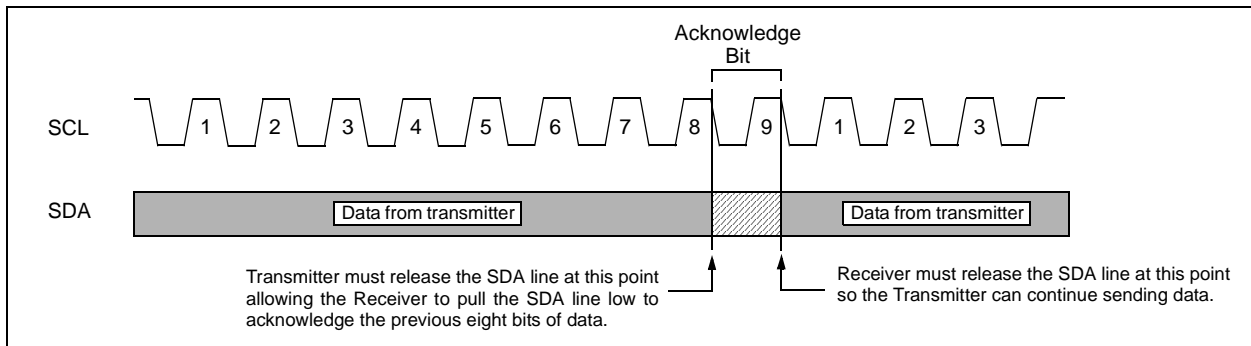 Acknowledge
Bit
SCL
1 2 3 4 5 6 7 8 9 1 2 3
SDA
Data from transmitter
Data from transmitter
Transmitter must release the SDA line at this point
allowing the Receiver to pull the SDA line low to
acknowledge the previous eight bits of data.
Receiver must release the SDA line at this point
so the Transmitter can continue sending data.